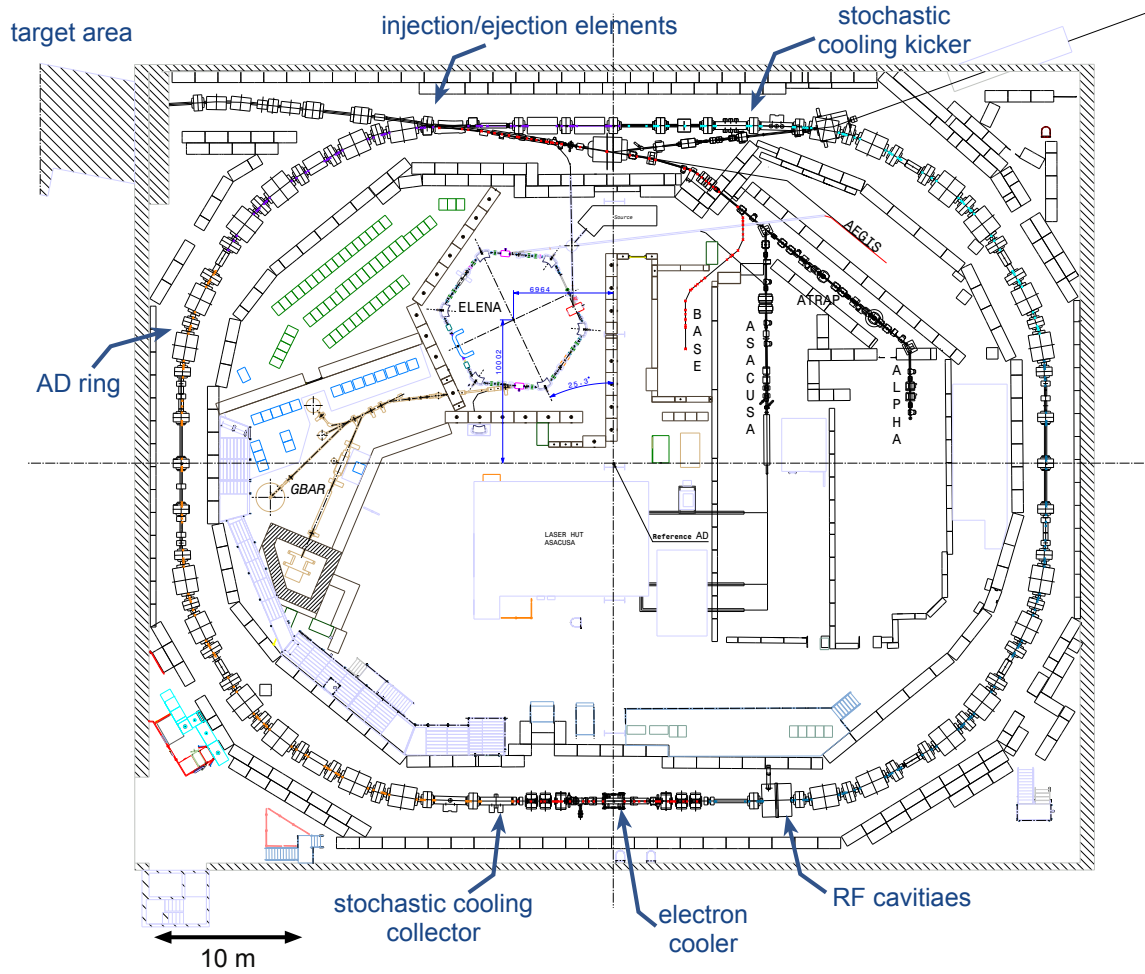 target area
injection/ejection elements
stochastic
cooling kicker
Source
AEGIS
ELENA
6964
ATRAP
BASE
ASACUSA
10002
AD ring
25.3°
ALPHA
GBAR
LASER HUT
ASACUSA
Reference AD
stochastic cooling
collector
electron
cooler
RF cavitiaes
10 m